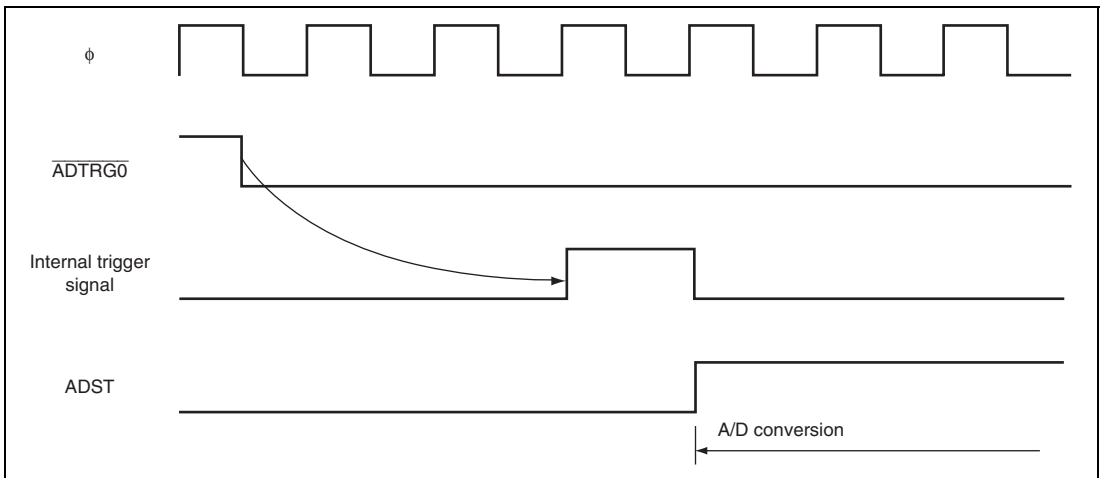 ϕ
ADTRG0
Internal trigger
signal
ADST
A/D conversion